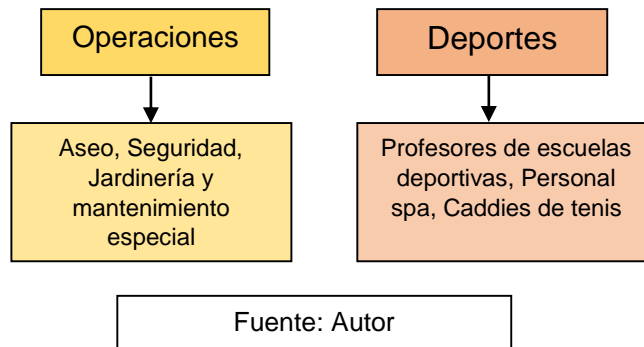 Operaciones
Deportes
Aseo, Seguridad,
Jardinería y
mantenimiento
especial
Profesores de escuelas
deportivas, Personal
spa, Caddies de tenis
Fuente: Autor